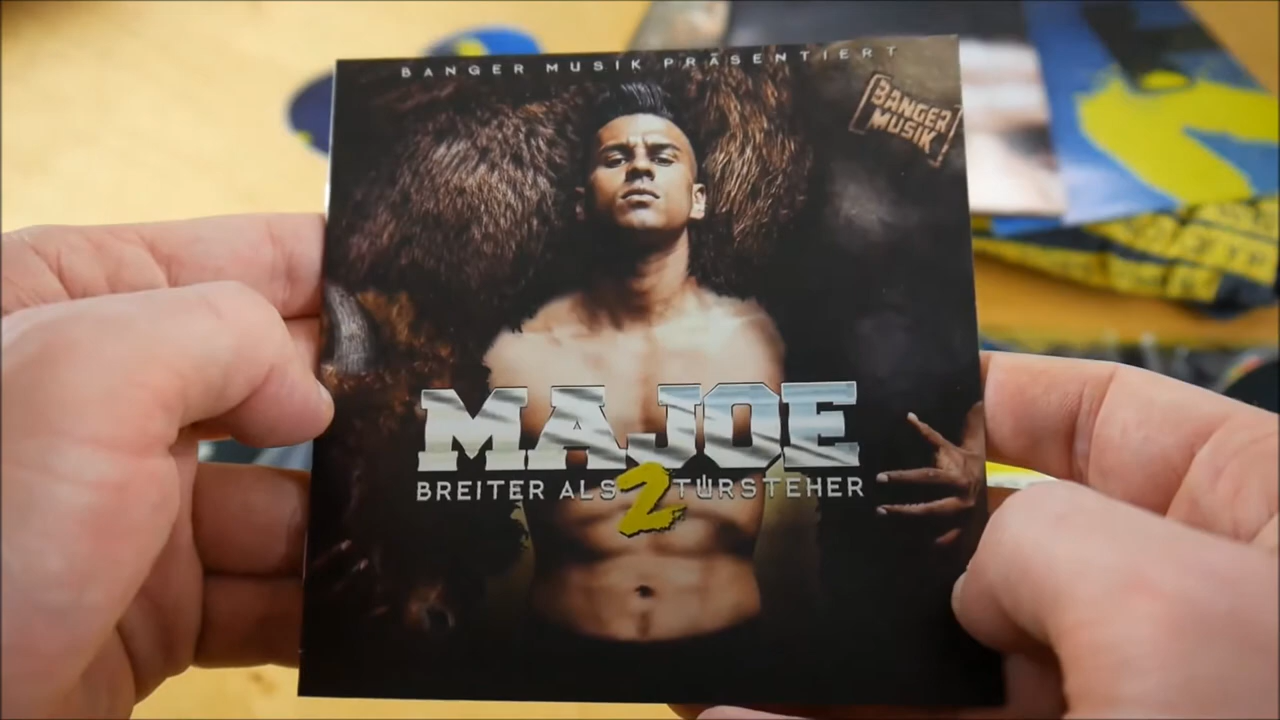 BANGER MUSIK PRÄSENTIERT
BANGER
MUSIK
MAJOE
BREITER ALS 2 TÜRSTEHER